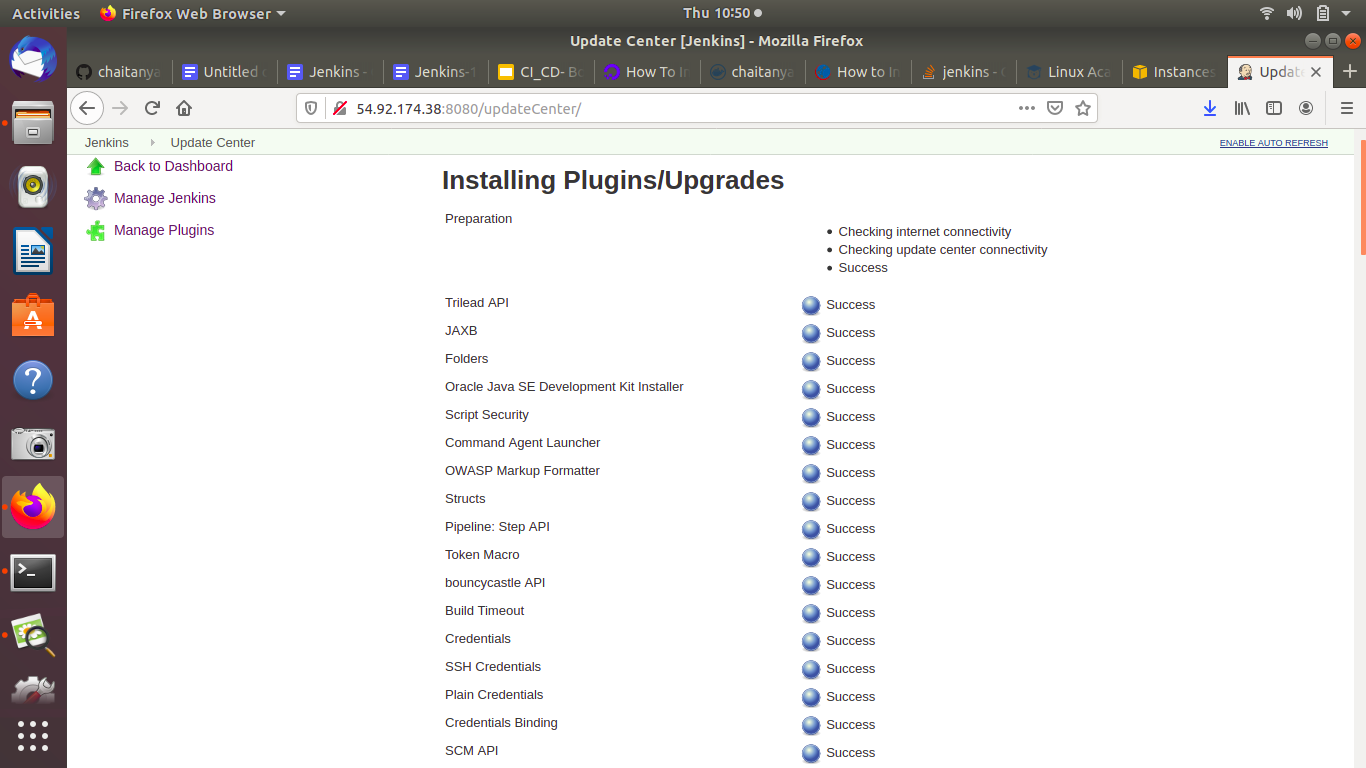 Activities Firefox Web Browser Thu 10:50
Update Center [Jenkins] - Mozilla Firefox
chaitanya Untitled Jenkins - Jenkins-1 CI_CD- Bo How To In chaitanya How to In jenkins - Linux Aca Instances Update
54.92.174.38:8080/updateCenter/
Jenkins Update Center ENABLE AUTO REFRESH
Back to Dashboard
Manage Jenkins
Manage Plugins
Installing Plugins/Upgrades
Preparation
Checking internet connectivity
Checking update center connectivity
Success
Trilead API Success
JAXB Success
Folders Success
Oracle Java SE Development Kit Installer Success
Script Security Success
Command Agent Launcher Success
OWASP Markup Formatter Success
Structs Success
Pipeline: Step API Success
Token Macro Success
bouncycastle API Success
Build Timeout Success
Credentials Success
SSH Credentials Success
Plain Credentials Success
Credentials Binding Success
SCM API Success